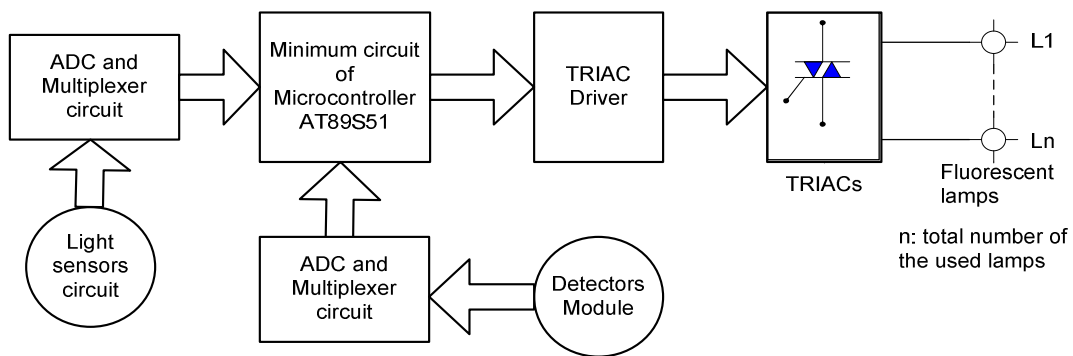 ADC and
Multiplexer
circuit
Minimum circuit
of
Microcontroller
AT89S51
TRIAC
Driver
TRIACs
L1
Ln
Fluorescent
lamps
n: total number of
the used lamps
Light
sensors
circuit
ADC and
Multiplexer
circuit
Detectors
Module